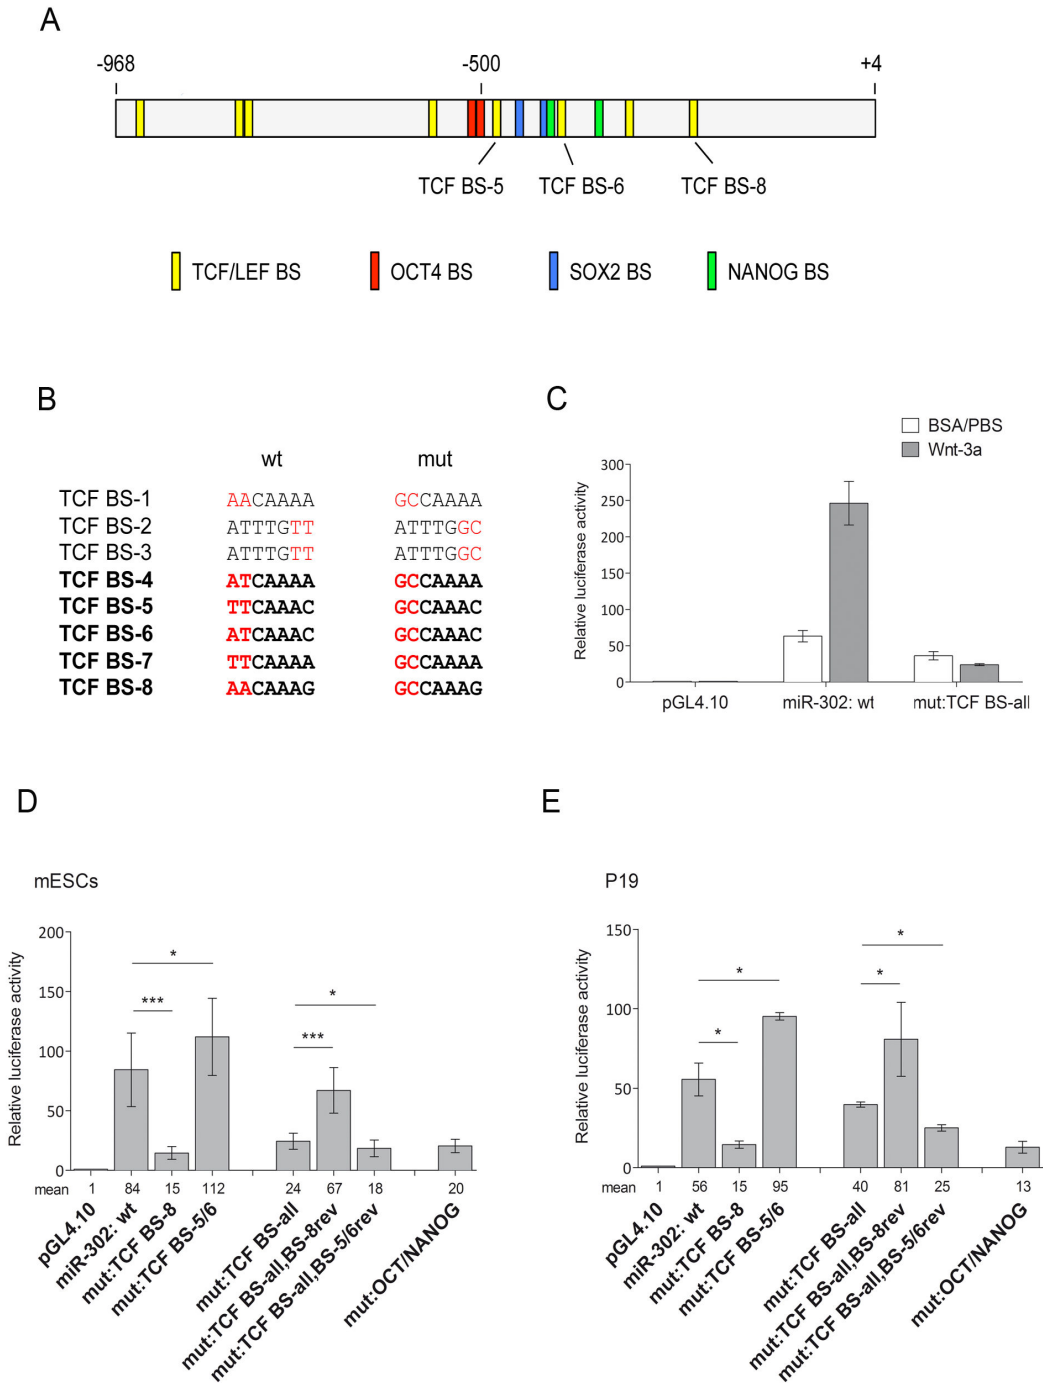 A
-968 -500 +4
TCF BS-5 TCF BS-6 TCF BS-8
TCF/LEF BS OCT4 BS SOX2 BS NANOG BS
B
wt mut
TCF BS-1 AACAAAA GCCAAAA
TCF BS-2 ATTTGTT ATTTGGC
TCF BS-3 ATTTGTT ATTTGGC
TCF BS-4 ATCAAAA GCCAAAA
TCF BS-5 TTCAAAC GCCAAAC
TCF BS-6 ATCAAAC GCCAAAC
TCF BS-7 TTCAAAA GCCAAAA
TCF BS-8 AACAAAG GCCAAAG
C
BSA/PBS
Wnt-3a
Relative luciferase activity
300
250
200
150
100
50
0
pGL4.10 miR-302: wt mut:TCF BS-all
D
mESCs
Relative luciferase activity
200
150
100
50
0
*
***
*
***
mean 1 84 15 112 24 67 18 20
pGL4.10
miR-302: wt
mut:TCF BS-8
mut:TCF BS-5/6
mut:TCF BS-all
mut:TCF BS-all,BS-8rev
mut:TCF BS-all,BS-5/6rev
mut:OCT/NANOG
E
P19
Relative luciferase activity
150
100
50
0
*
*
*
*
mean 1 56 15 95 40 81 25 13
pGL4.10
miR-302: wt
mut:TCF BS-8
mut:TCF BS-5/6
mut:TCF BS-all
mut:TCF BS-all,BS-8rev
mut:TCF BS-all,BS-5/6rev
mut:OCT/NANOG